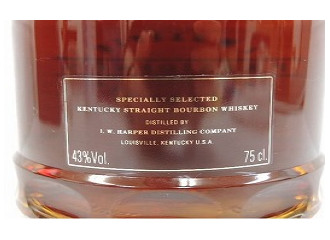 SPECIALLY SELECTED
KENTUCKY STRAIGHT BOURBON WHISKEY
DISTILLED BY
I. W. HARPER DISTILLING COMPANY
LOUISVILLE, KENTUCKY U.S.A
43%Vol. 75 cl.